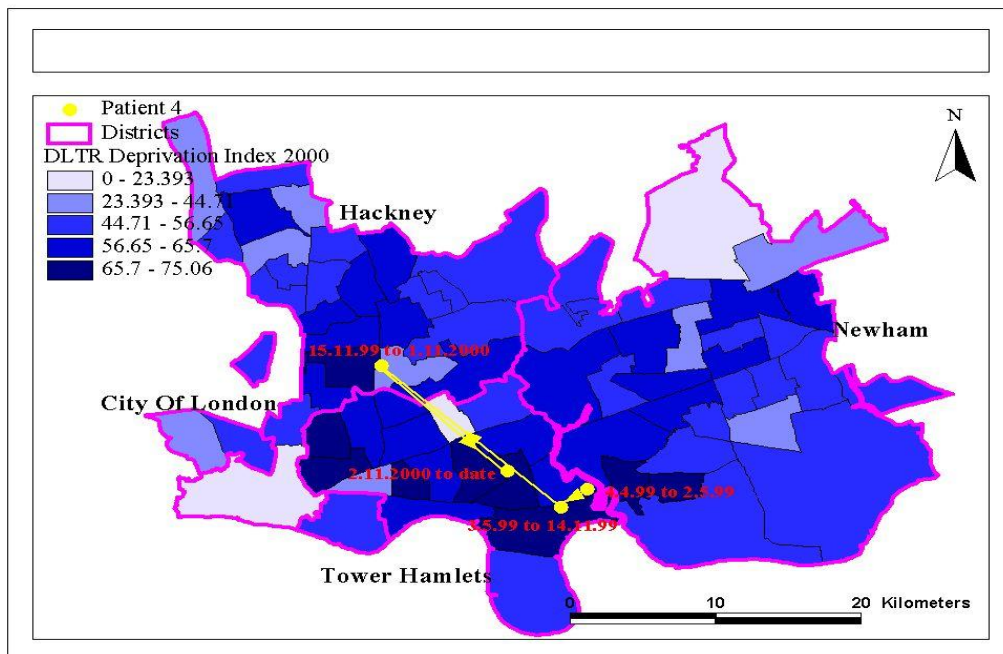 Patient 4
Districts
DLTR Deprivation Index 2000
0 - 23.393
23.393 - 44.71
44.71 - 56.65
56.65 - 65.7
65.7 - 75.06
N
Hackney
Newham
15.11.99 to 1.11.2000
City Of London
2.11.2000 to date
4.4.99 to 2.5.99
3.5.99 to 14.11.99
Tower Hamlets
0 10 20 Kilometers